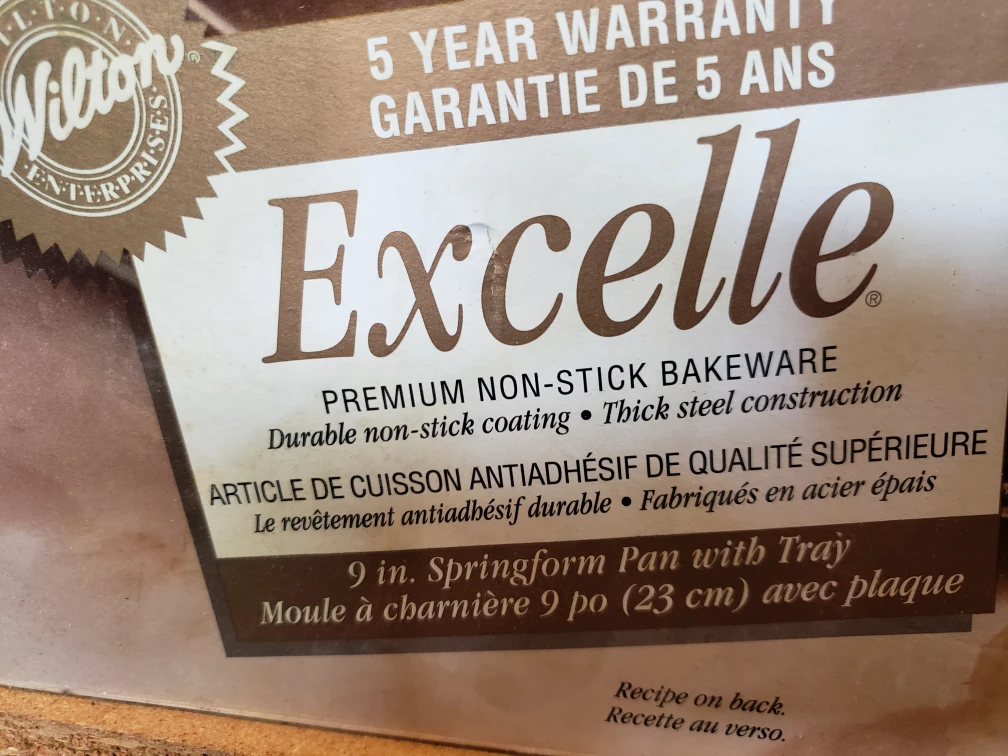 WILTON
Wilton®
ENTERPRISES
5 YEAR WARRANTY
GARANTIE DE 5 ANS
Excelle®
PREMIUM NON-STICK BAKEWARE
Durable non-stick coating • Thick steel construction
ARTICLE DE CUISSON ANTIADHÉSIF DE QUALITÉ SUPÉRIEURE
Le revêtement antiadhésif durable • Fabriqués en acier épais
9 in. Springform Pan with Tray
Moule à charnière 9 po (23 cm) avec plaque
Recipe on back.
Recette au verso.